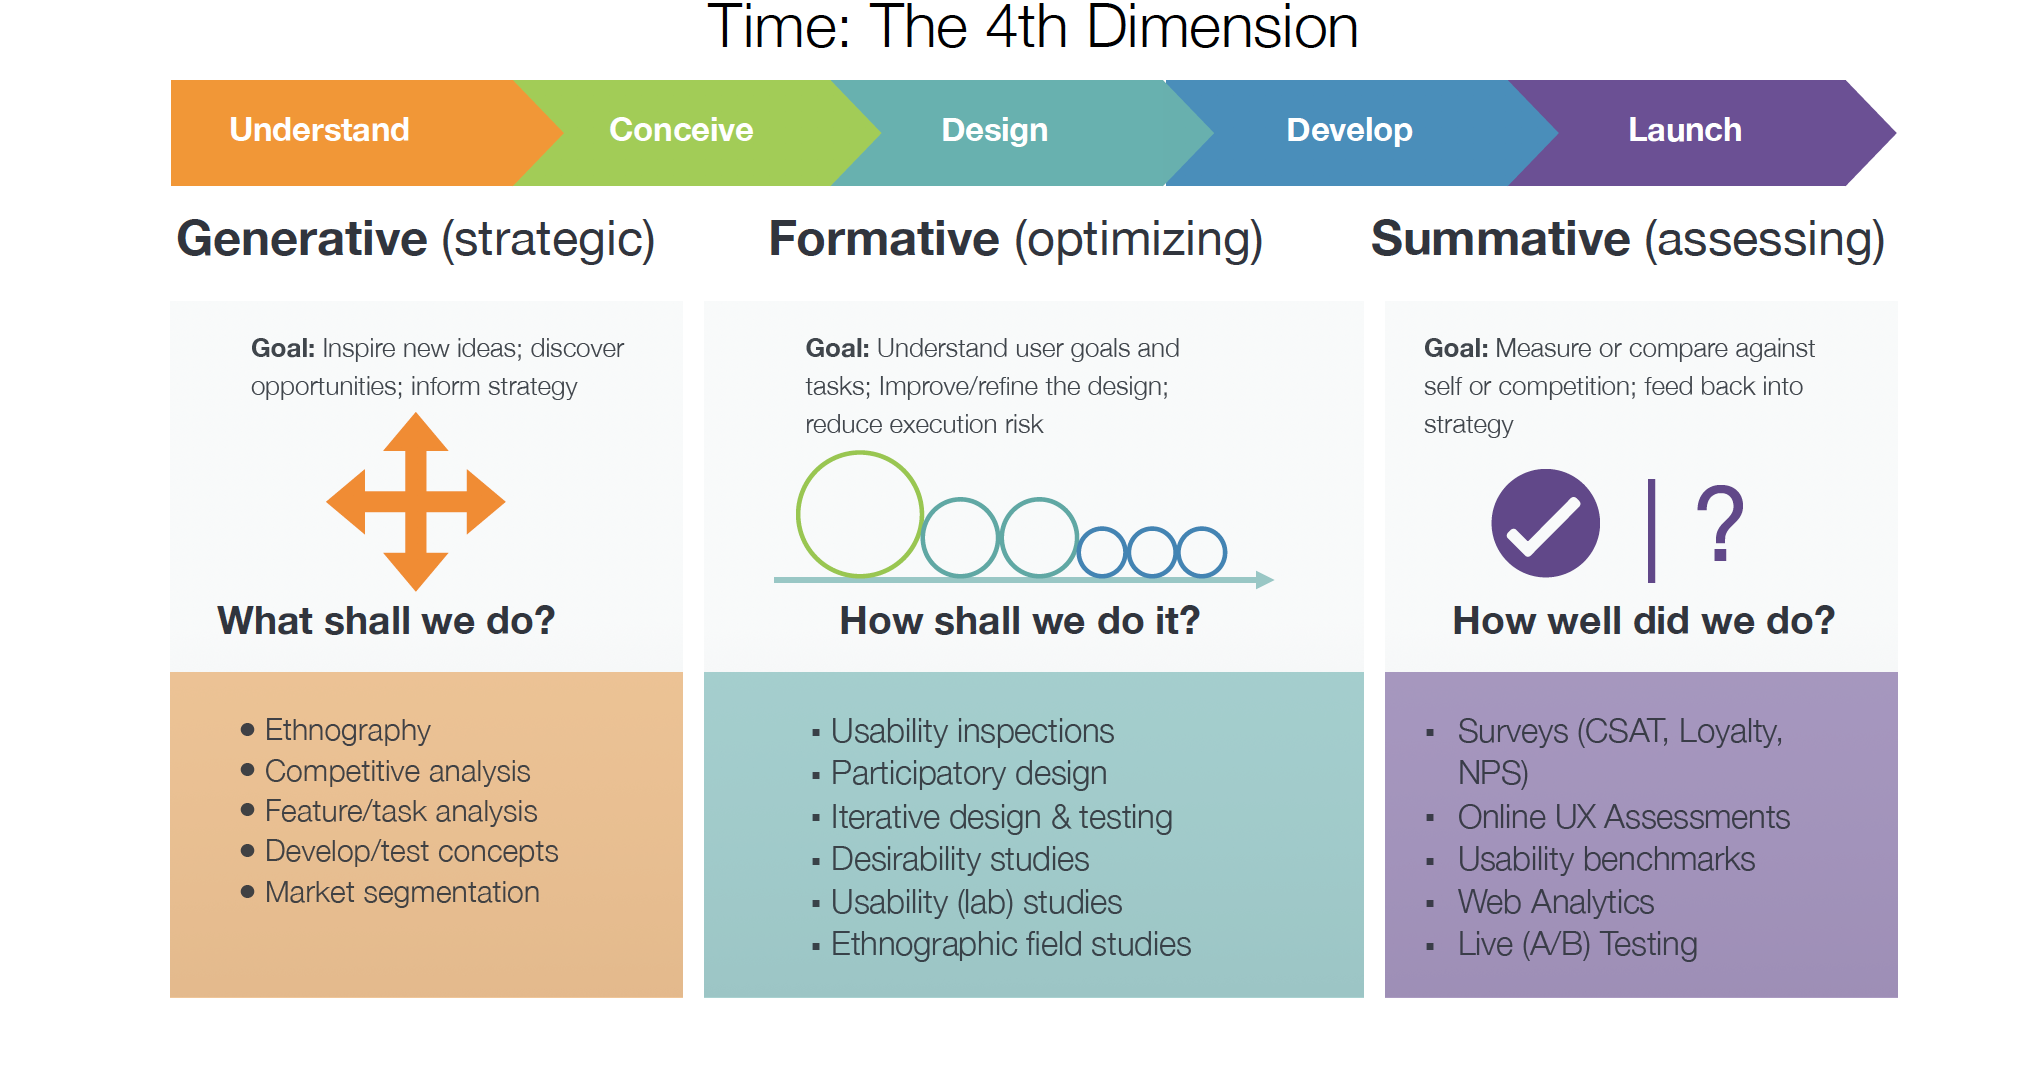 Time: The 4th Dimension
Understand
Conceive
Design
Develop
Launch
Generative (strategic)
Goal: Inspire new ideas; discover
opportunities; inform strategy
What shall we do?
● Ethnography
● Competitive analysis
● Feature/task analysis
● Develop/test concepts
● Market segmentation
Formative (optimizing)
Goal: Understand user goals and
tasks; Improve/refine the design;
reduce execution risk
How shall we do it?
▪ Usability inspections
▪ Participatory design
▪ Iterative design & testing
▪ Desirability studies
▪ Usability (lab) studies
▪ Ethnographic field studies
Summative (assessing)
Goal: Measure or compare against
self or competition; feed back into
strategy
?
How well did we do?
▪ Surveys (CSAT, Loyalty,
NPS)
▪ Online UX Assessments
▪ Usability benchmarks
▪ Web Analytics
▪ Live (A/B) Testing